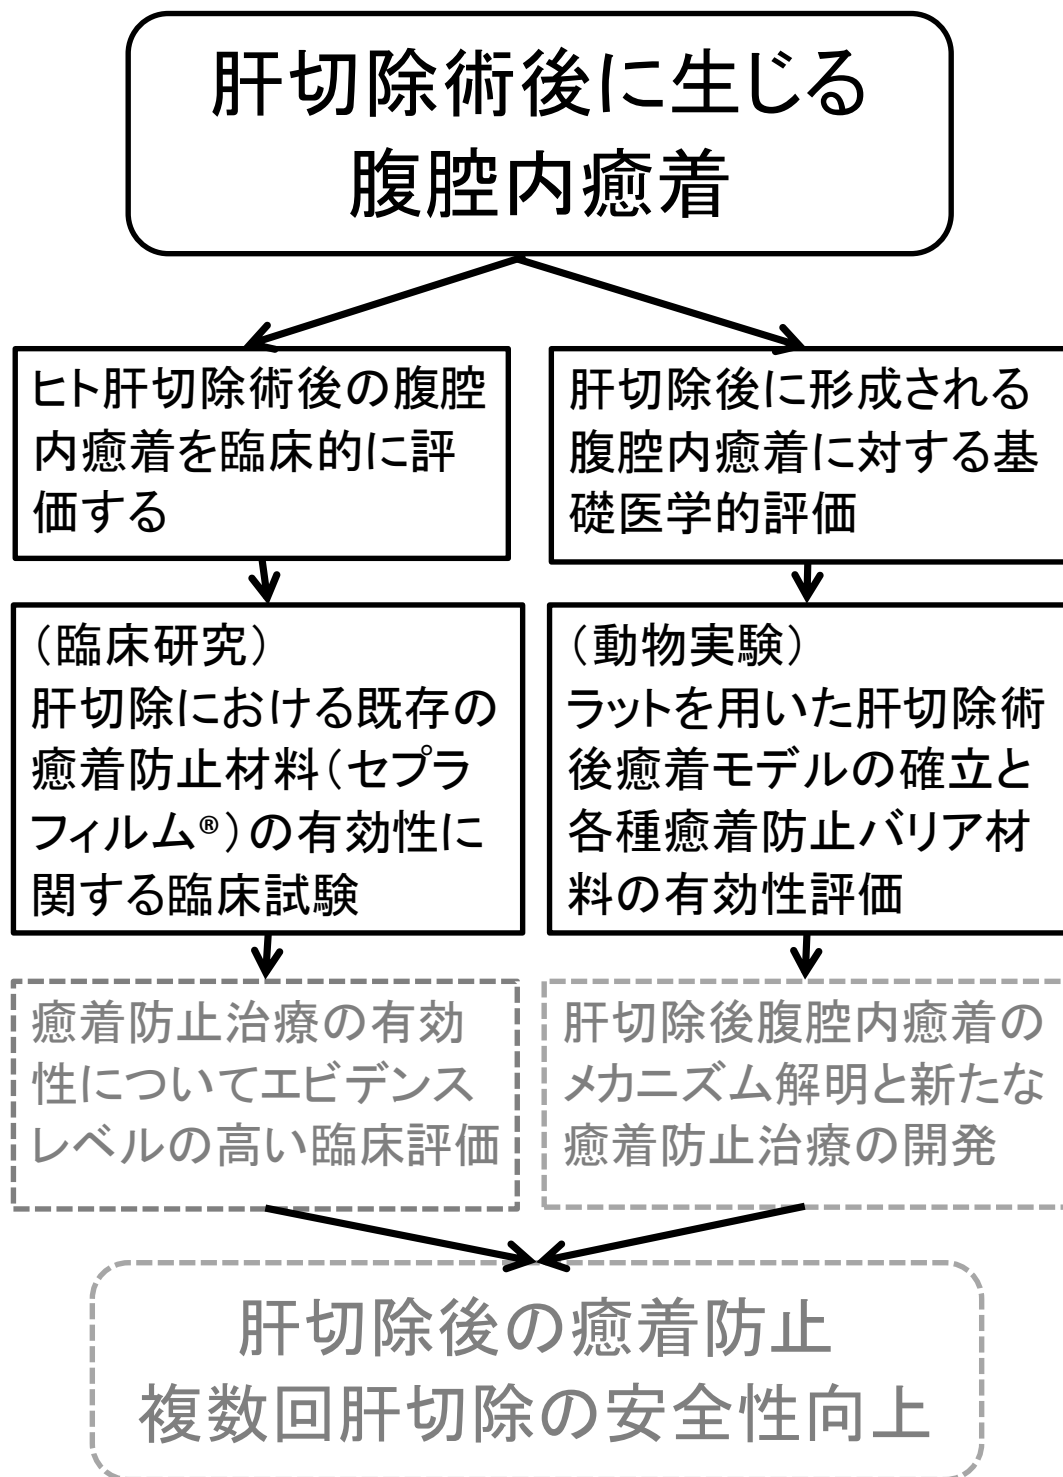 肝切除術後に生じる
腹腔内癒着
ヒト肝切除術後の腹腔
内癒着を臨床的に評
価する
肝切除後に形成される
腹腔内癒着に対する基
礎医学的評価
（臨床研究）
肝切除における既存の
癒着防止材料（セプラ
フィルム®）の有効性に
関する臨床試験
（動物実験）
ラットを用いた肝切除術
後癒着モデルの確立と
各種癒着防止バリア材
料の有効性評価
癒着防止治療の有効
性についてエビデンス
レベルの高い臨床評価
肝切除後腹腔内癒着の
メカニズム解明と新たな
癒着防止治療の開発
肝切除後の癒着防止
複数回肝切除の安全性向上